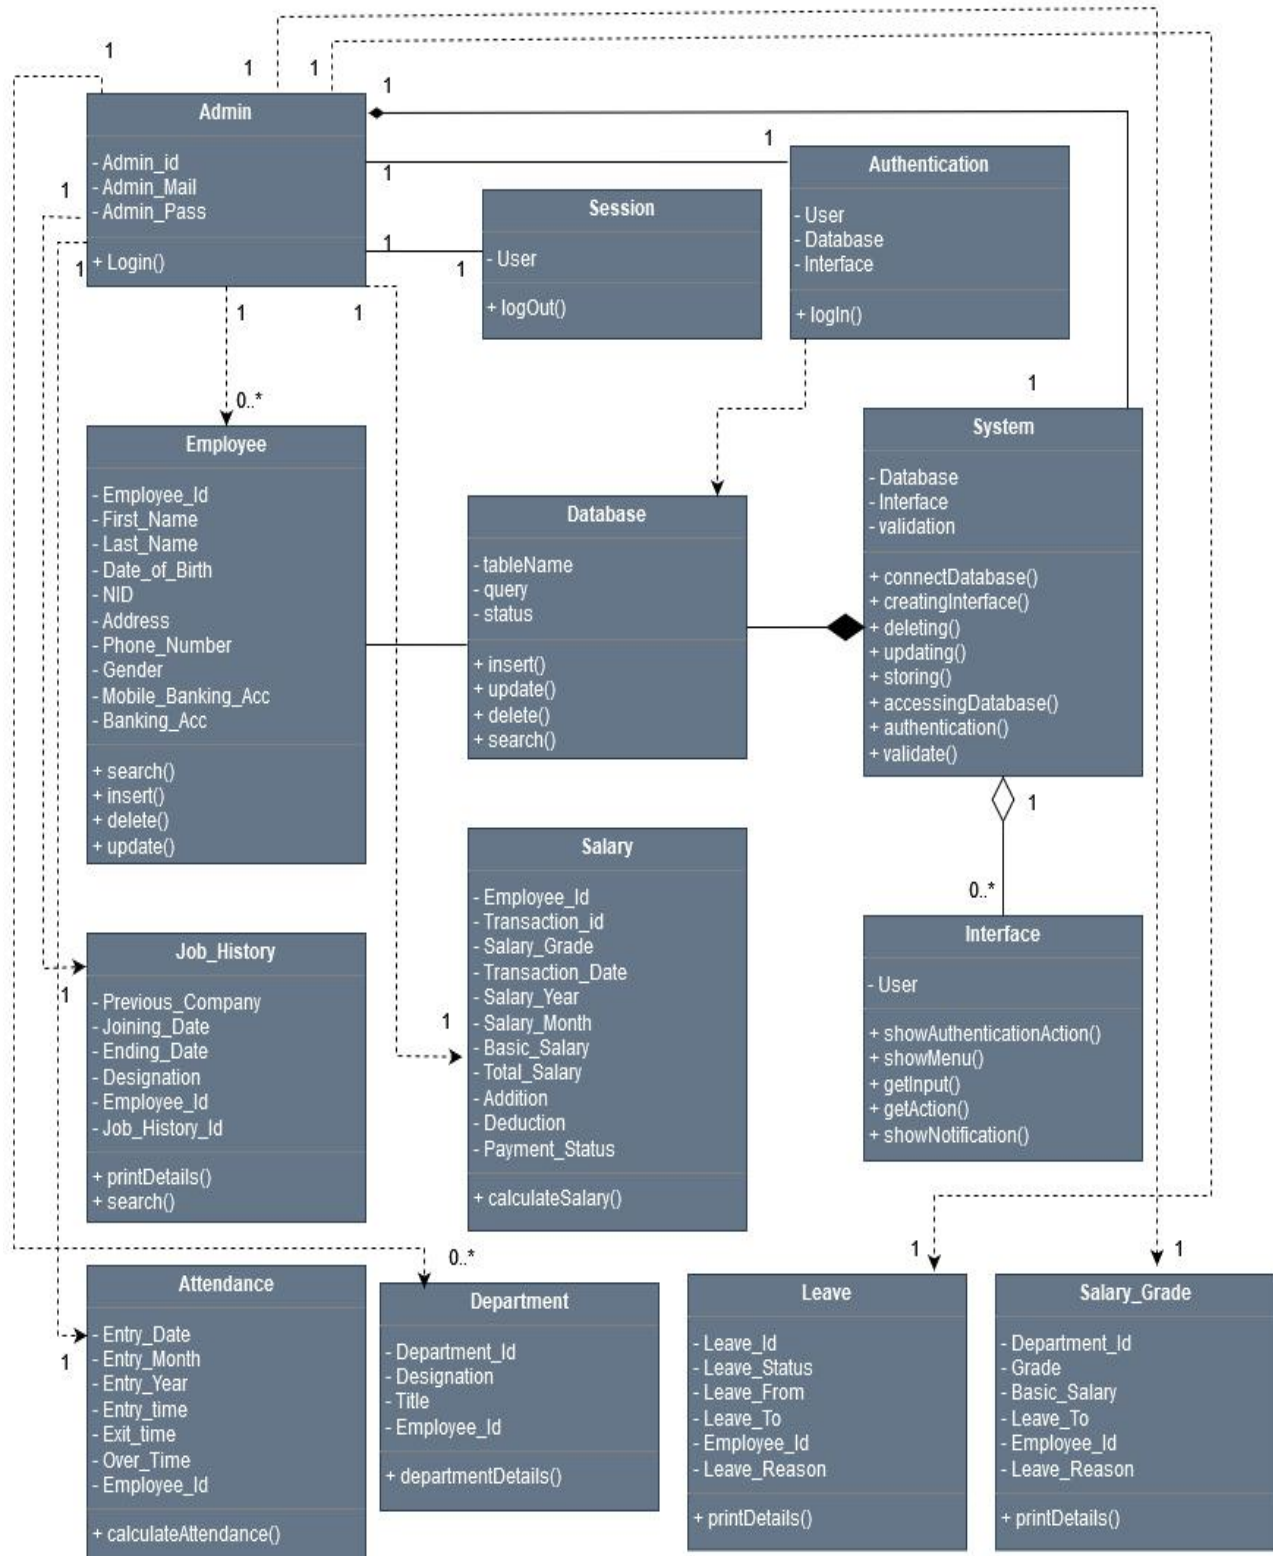 1
1
1
1
Admin
- Admin_id
- Admin_Mail
- Admin_Pass
+ Login()
1
1
1
1
1
1
1
1
Authentication
- User
- Database
- Interface
+ logIn()
Session
- User
+ logOut()
0..*
Employee
- Employee_Id
- First_Name
- Last_Name
- Date_of_Birth
- NID
- Address
- Phone_Number
- Gender
- Mobile_Banking_Acc
- Banking_Acc
+ search()
+ insert()
+ delete()
+ update()
Database
- tableName
- query
- status
+ insert()
+ update()
+ delete()
+ search()
1
System
- Database
- Interface
- validation
+ connectDatabase()
+ creatingInterface()
+ deleting()
+ updating()
+ storing()
+ accessingDatabase()
+ authentication()
+ validate()
1
0..*
Salary
- Employee_Id
- Transaction_id
- Salary_Grade
- Transaction_Date
- Salary_Year
- Salary_Month
- Basic_Salary
- Total_Salary
- Addition
- Deduction
- Payment_Status
+ calculateSalary()
1
Interface
- User
+ showAuthenticationAction()
+ showMenu()
+ getInput()
+ getAction()
+ showNotification()
Job_History
- Previous_Company
- Joining_Date
- Ending_Date
- Designation
- Employee_Id
- Job_History_Id
+ printDetails()
+ search()
1
0..*
1
1
Attendance
- Entry_Date
- Entry_Month
- Entry_Year
- Entry_time
- Exit_time
- Over_Time
- Employee_Id
+ calculateAttendance()
1
Department
- Department_Id
- Designation
- Title
- Employee_Id
+ departmentDetails()
Leave
- Leave_Id
- Leave_Status
- Leave_From
- Leave_To
- Employee_Id
- Leave_Reason
+ printDetails()
Salary_Grade
- Department_Id
- Grade
- Basic_Salary
- Leave_To
- Employee_Id
- Leave_Reason
+ printDetails()